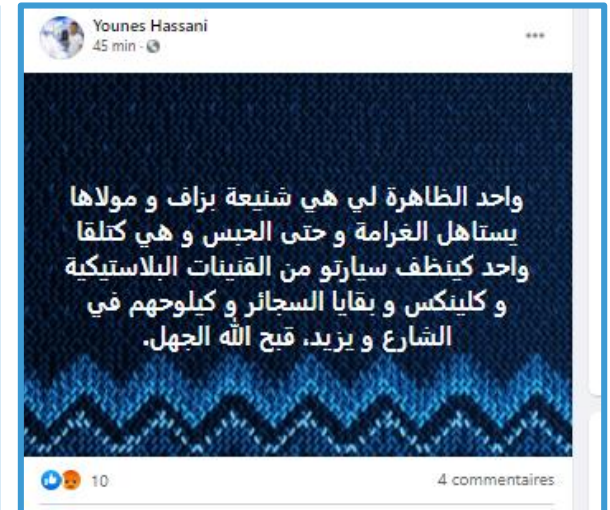 Younes Hassani
45 min ·
واحد الظاهرة لي هي شنيعة بزاف و مولاها
يستاهل الغرامة و حتى الحبس و هي كتلقا
واحد كينظف سيارتو من القنينات البلاستيكية
و كلينكس و بقايا السجائر و كيلوحهم في
الشارع و يزيد، قبح الله الجهل.
10
4 commentaires